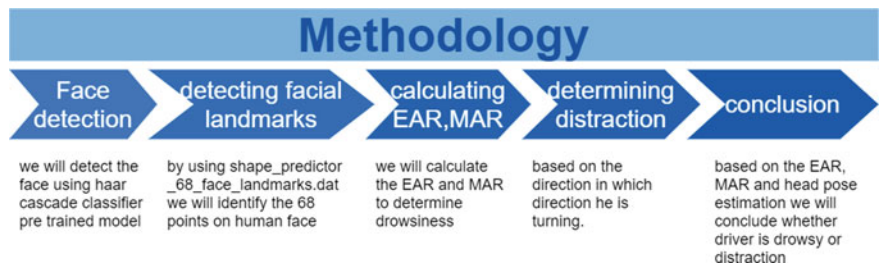 Methodology
Face
detection
detecting facial
landmarks
calculating
EAR,MAR
determining
distraction
conclusion
we will detect the
face using haar
cascade classifier
pre trained model
by using shape_predictor
_68_face_landmarks.dat
we will identify the 68
points on human face
we will calculate
the EAR and MAR
to determine
drowsiness
based on the
direction in which
direction he is
turning.
based on the EAR,
MAR and head pose
estimation we will
conclude whether
driver is drowsy or
distraction